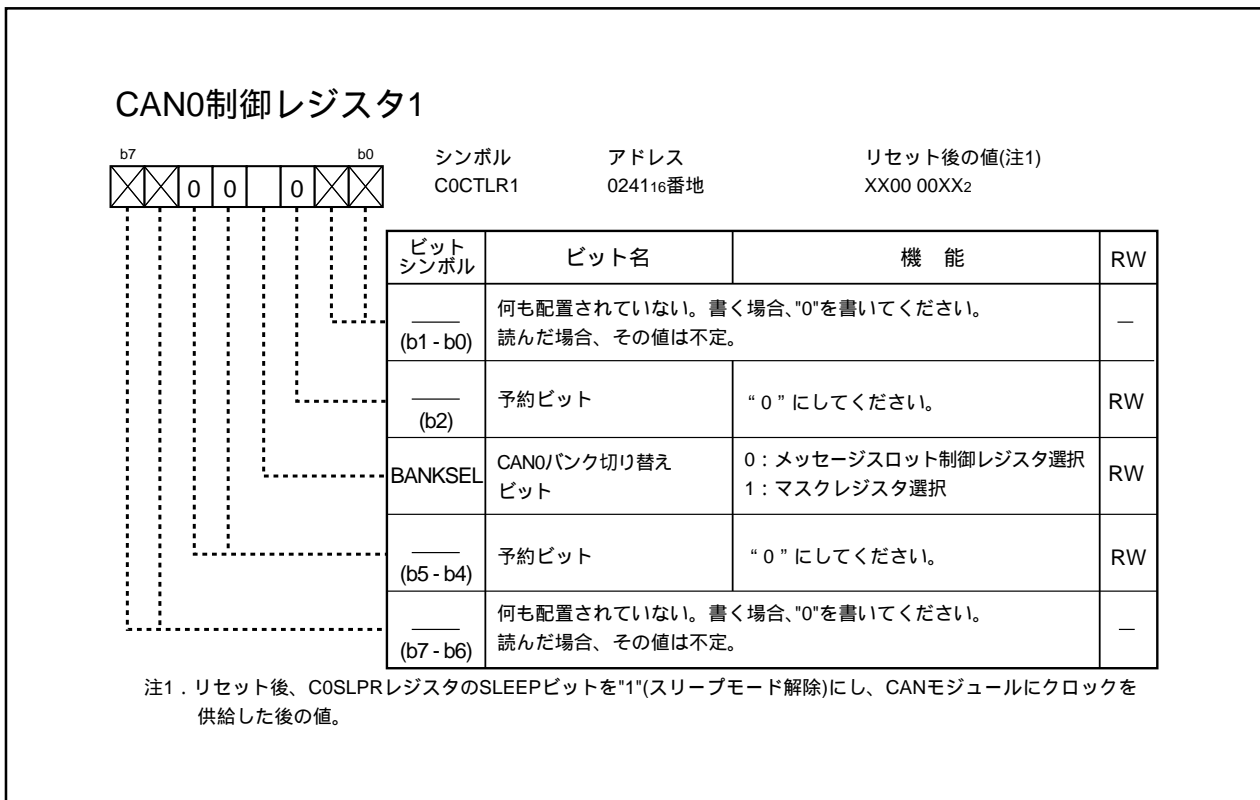 CAN0制御レジスタ1
b7 b0 シンボル アドレス リセット後の値(注1)
0 0 0 C0CTLR1 024116番地 XX00 00XX2
ビット
シンボル ビット名 機 能 RW
(b1 - b0) 何も配置されていない。書く場合、"0"を書いてください。
読んだ場合、その値は不定。 —
(b2) 予約ビット “ 0 ” にしてください。 RW
BANKSEL CAN0バンク切り替え
ビット 0：メッセージスロット制御レジスタ選択
1：マスクレジスタ選択 RW
(b5 - b4) 予約ビット “ 0 ” にしてください。 RW
(b7 - b6) 何も配置されていない。書く場合、"0"を書いてください。
読んだ場合、その値は不定。 —
注1．リセット後、C0SLPRレジスタのSLEEPビットを"1"(スリープモード解除)にし、CANモジュールにクロックを
供給した後の値。